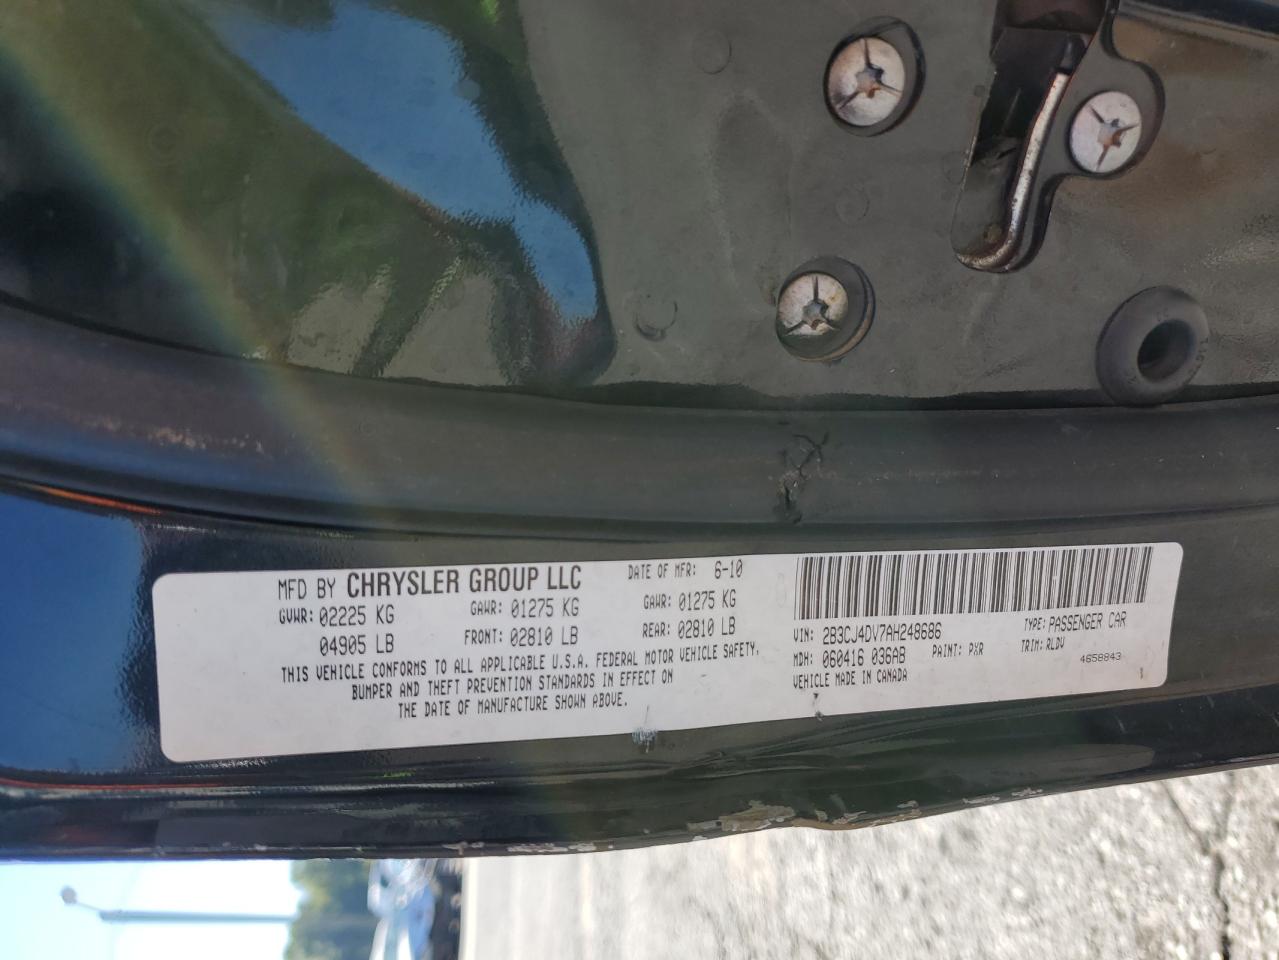 MFD BY CHRYSLER GROUP LLC DATE OF MFR: 6-10
GVWR: 02225 KG GAWR: 01275 KG GAWR: 01275 KG
04905 LB FRONT: 02810 LB REAR: 02810 LB
THIS VEHICLE CONFORMS TO ALL APPLICABLE U.S.A. FEDERAL MOTOR VEHICLE SAFETY,
BUMPER AND THEFT PREVENTION STANDARDS IN EFFECT ON
THE DATE OF MANUFACTURE SHOWN ABOVE.
VIN: 2B3CJ4DV7AH248686 TYPE: PASSENGER CAR
MDH: 060416 036AB PAINT: PXR TRIM: RLDV
VEHICLE MADE IN CANADA 4658843